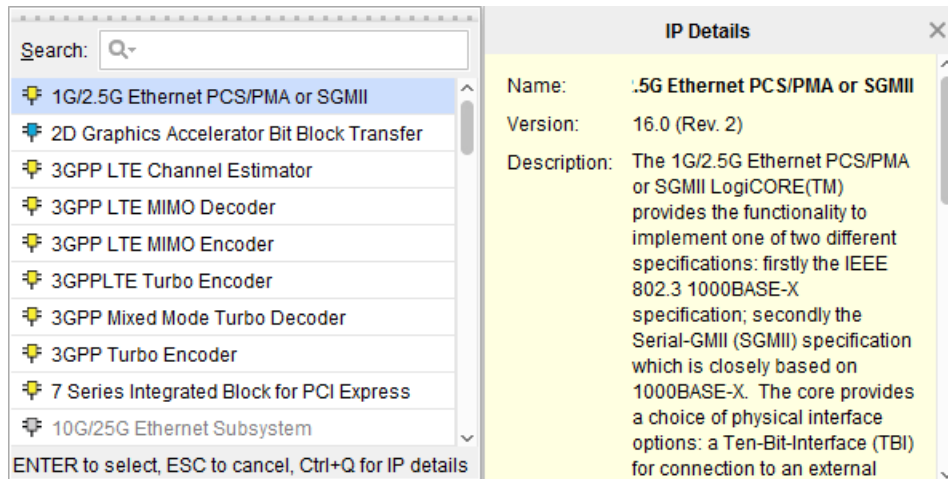 Search:
1G/2.5G Ethernet PCS/PMA or SGMII
2D Graphics Accelerator Bit Block Transfer
3GPP LTE Channel Estimator
3GPP LTE MIMO Decoder
3GPP LTE MIMO Encoder
3GPPLTE Turbo Encoder
3GPP Mixed Mode Turbo Decoder
3GPP Turbo Encoder
7 Series Integrated Block for PCI Express
10G/25G Ethernet Subsystem
ENTER to select, ESC to cancel, Ctrl+Q for IP details
IP Details
Name: .5G Ethernet PCS/PMA or SGMII
Version: 16.0 (Rev. 2)
Description: The 1G/2.5G Ethernet PCS/PMA
or SGMII LogiCORE(TM)
provides the functionality to
implement one of two different
specifications: firstly the IEEE
802.3 1000BASE-X
specification; secondly the
Serial-GMII (SGMII) specification
which is closely based on
1000BASE-X. The core provides
a choice of physical interface
options: a Ten-Bit-Interface (TBI)
for connection to an external